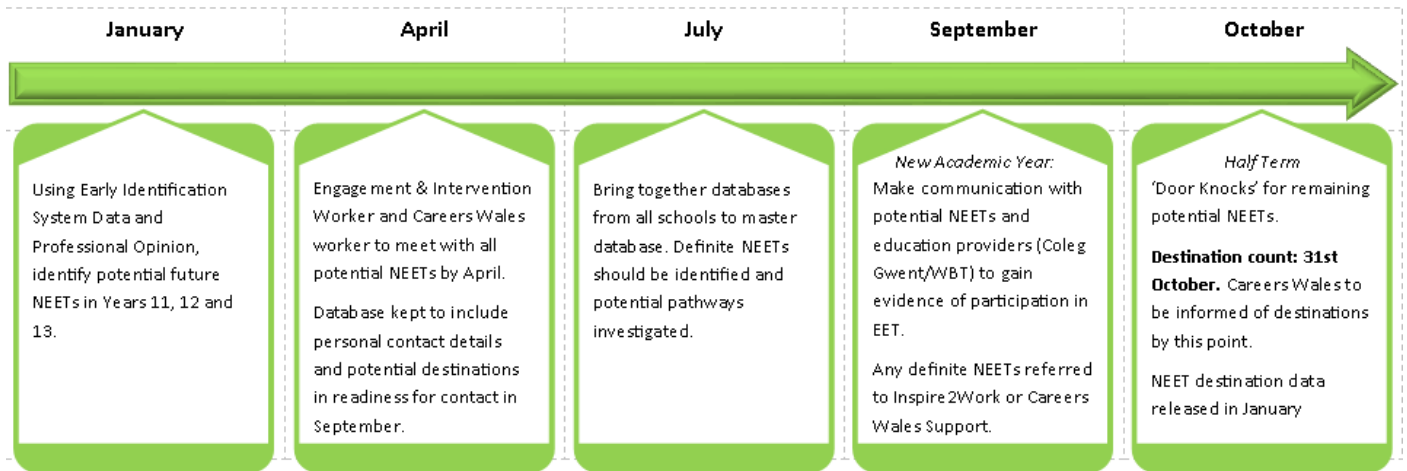 January
April
July
September
October
Using Early Identification
System Data and
Professional Opinion,
identify potential future
NEETs in Years 11, 12 and
13.
Engagement & Intervention
Worker and Careers Wales
worker to meet with all
potential NEETs by April.
Database kept to include
personal contact details
and potential destinations
in readiness for contact in
September.
Bring together databases
from all schools to master
database. Definite NEETs
should be identified and
potential pathways
investigated.
New Academic Year:
Make communication with
potential NEETs and
education providers (Coleg
Gwent/WBT) to gain
evidence of participation in
EET.
Any definite NEETs referred
to Inspire2Work or Careers
Wales Support.
Half Term
‘Door Knocks’ for remaining
potential NEETs.
Destination count: 31st
October. Careers Wales to
be informed of destinations
by this point.
NEET destination data
released in January